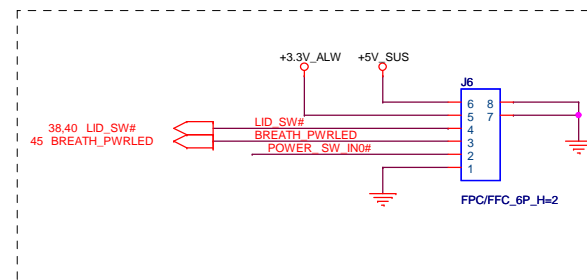 +3.3V_ALW +5V_SUS
J6
6 8
5 7
38,40 LID_SW# LID_SW# 4
45 BREATH_PWRLED BREATH_PWRLED 3
POWER_SW_IN0# 2
1
FPC/FFC_6P_H=2